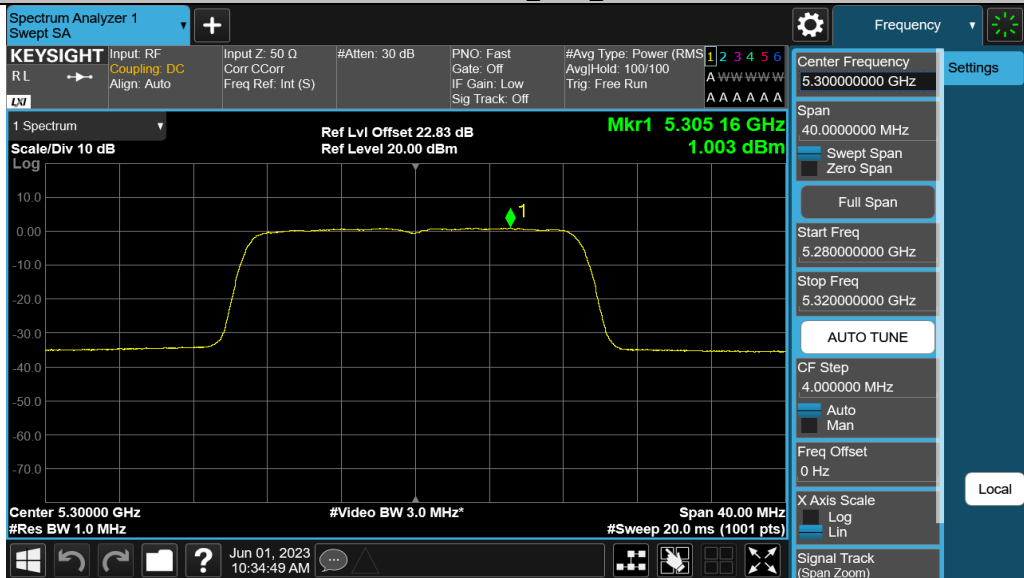 Spectrum Analyzer 1
Swept SA
Frequency
KEYSIGHT
R L
LXI
Input: RF
Coupling: DC
Align: Auto
Input Z: 50 Ω
Corr CCorr
Freq Ref: Int (S)
#Atten: 30 dB
PNO: Fast
Gate: Off
IF Gain: Low
Sig Track: Off
#Avg Type: Power (RMS
Avg|Hold: 100/100
Trig: Free Run
1 2 3 4 5 6
A W W W W W
A A A A A A
1 Spectrum
Scale/Div 10 dB
Log
Ref Lvl Offset 22.83 dB
Ref Level 20.00 dBm
Mkr1 5.305 16 GHz
1.003 dBm
1
10.0
0.00
-10.0
-20.0
-30.0
-40.0
-50.0
-60.0
-70.0
Center 5.30000 GHz
#Res BW 1.0 MHz
#Video BW 3.0 MHz*
Span 40.00 MHz
#Sweep 20.0 ms (1001 pts)
Jun 01, 2023
10:34:49 AM
Center Frequency
5.300000000 GHz
Settings
Span
40.0000000 MHz
Swept Span
Zero Span
Full Span
Start Freq
5.280000000 GHz
Stop Freq
5.320000000 GHz
AUTO TUNE
CF Step
4.000000 MHz
Auto
Man
Freq Offset
0 Hz
X Axis Scale
Log
Lin
Local
Signal Track
(Span Zoom)